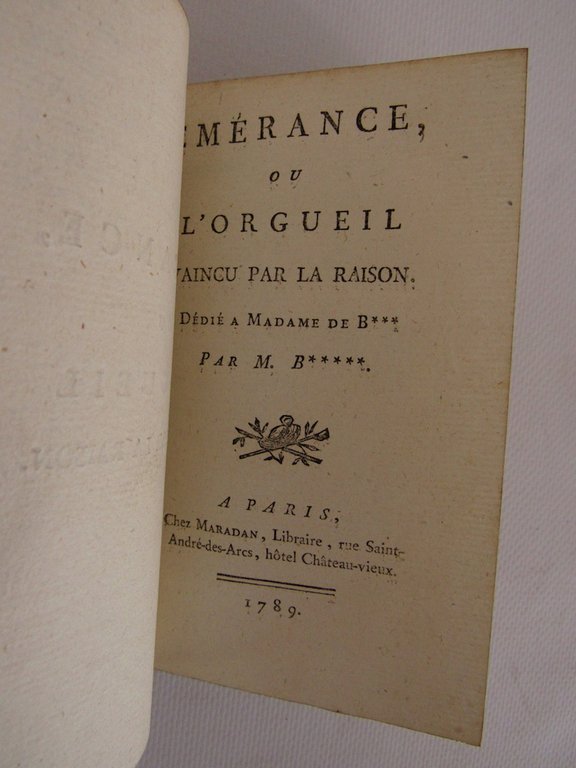 EMÉRANCE,
OU
L'ORGUEIL
VAINCU PAR LA RAISON.
DÉDIÉ A MADAME DE B***
PAR M. B*****.
A PARIS,
Chez MARADAN, Libraire, rue Saint-
André-des-Arcs, hôtel Château-vieux.
1789.